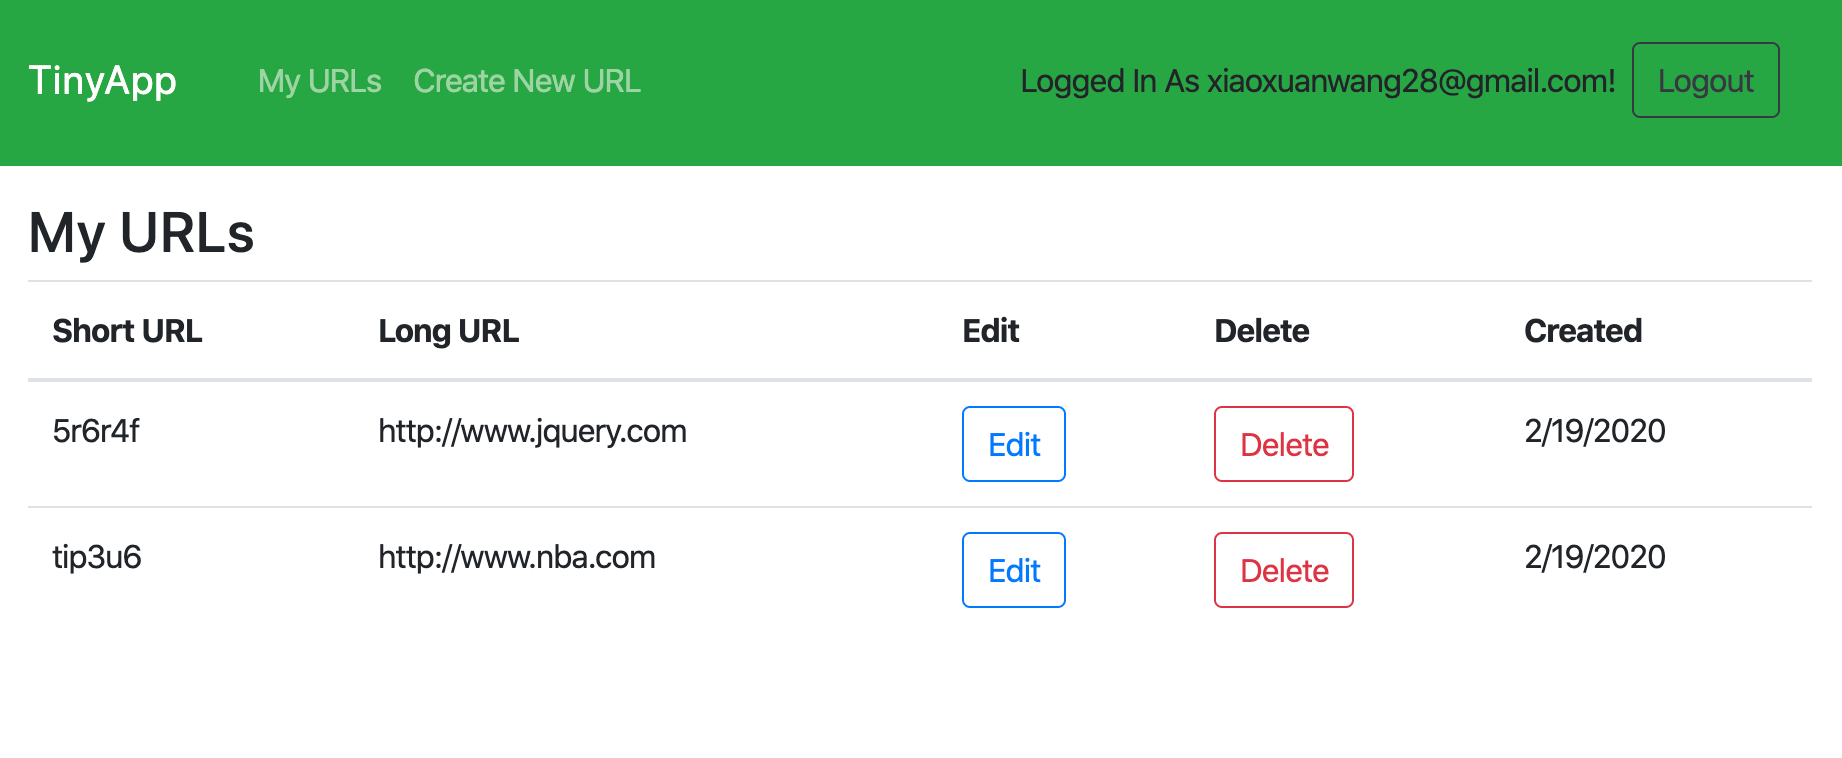 TinyApp My URLs Create New URL Logged In As xiaoxuanwang28@gmail.com! Logout
My URLs
Short URL Long URL Edit Delete Created
5r6r4f http://www.jquery.com Edit Delete 2/19/2020
tip3u6 http://www.nba.com Edit Delete 2/19/2020